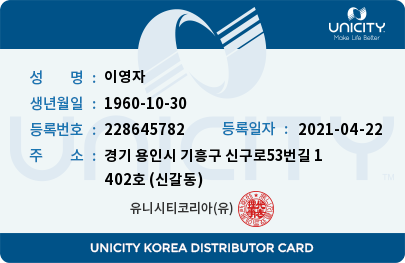 UNICITY
Make Life Better
성 명 : 이영자
생년월일 : 1960-10-30
등록번호 : 228645782 등록일자 : 2021-04-22
주 소 : 경기 용인시 기흥구 신구로53번길 1
402호 (신갈동)
유니시티코리아(유)
UNICITY
UNICITY KOREA DISTRIBUTOR CARD